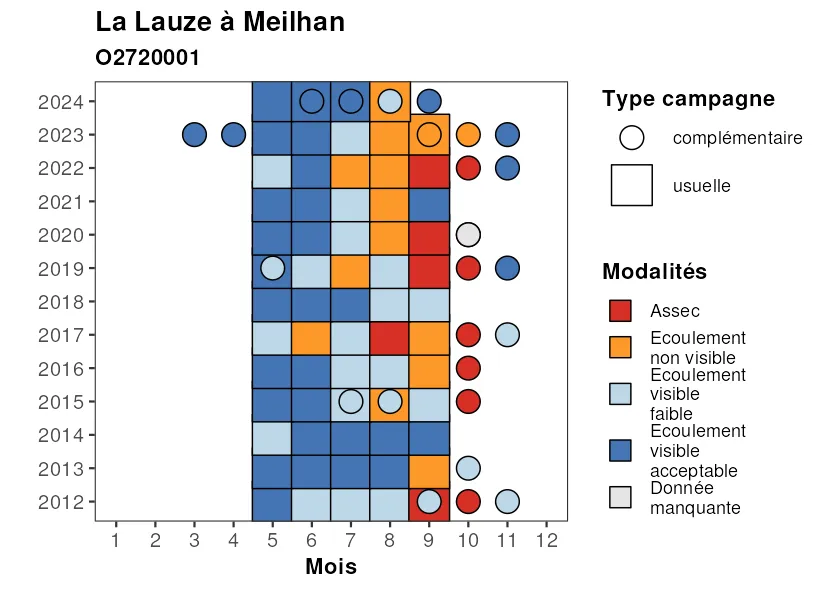 La Lauze à Meilhan
O2720001
2024
2023
2022
2021
2020
2019
2018
2017
2016
2015
2014
2013
2012
1 2 3 4 5 6 7 8 9 10 11 12
Mois
Type campagne
complémentaire
usuelle
Modalités
Assec
Ecoulement
non visible
Ecoulement
visible
faible
Ecoulement
visible
acceptable
Donnée
manquante